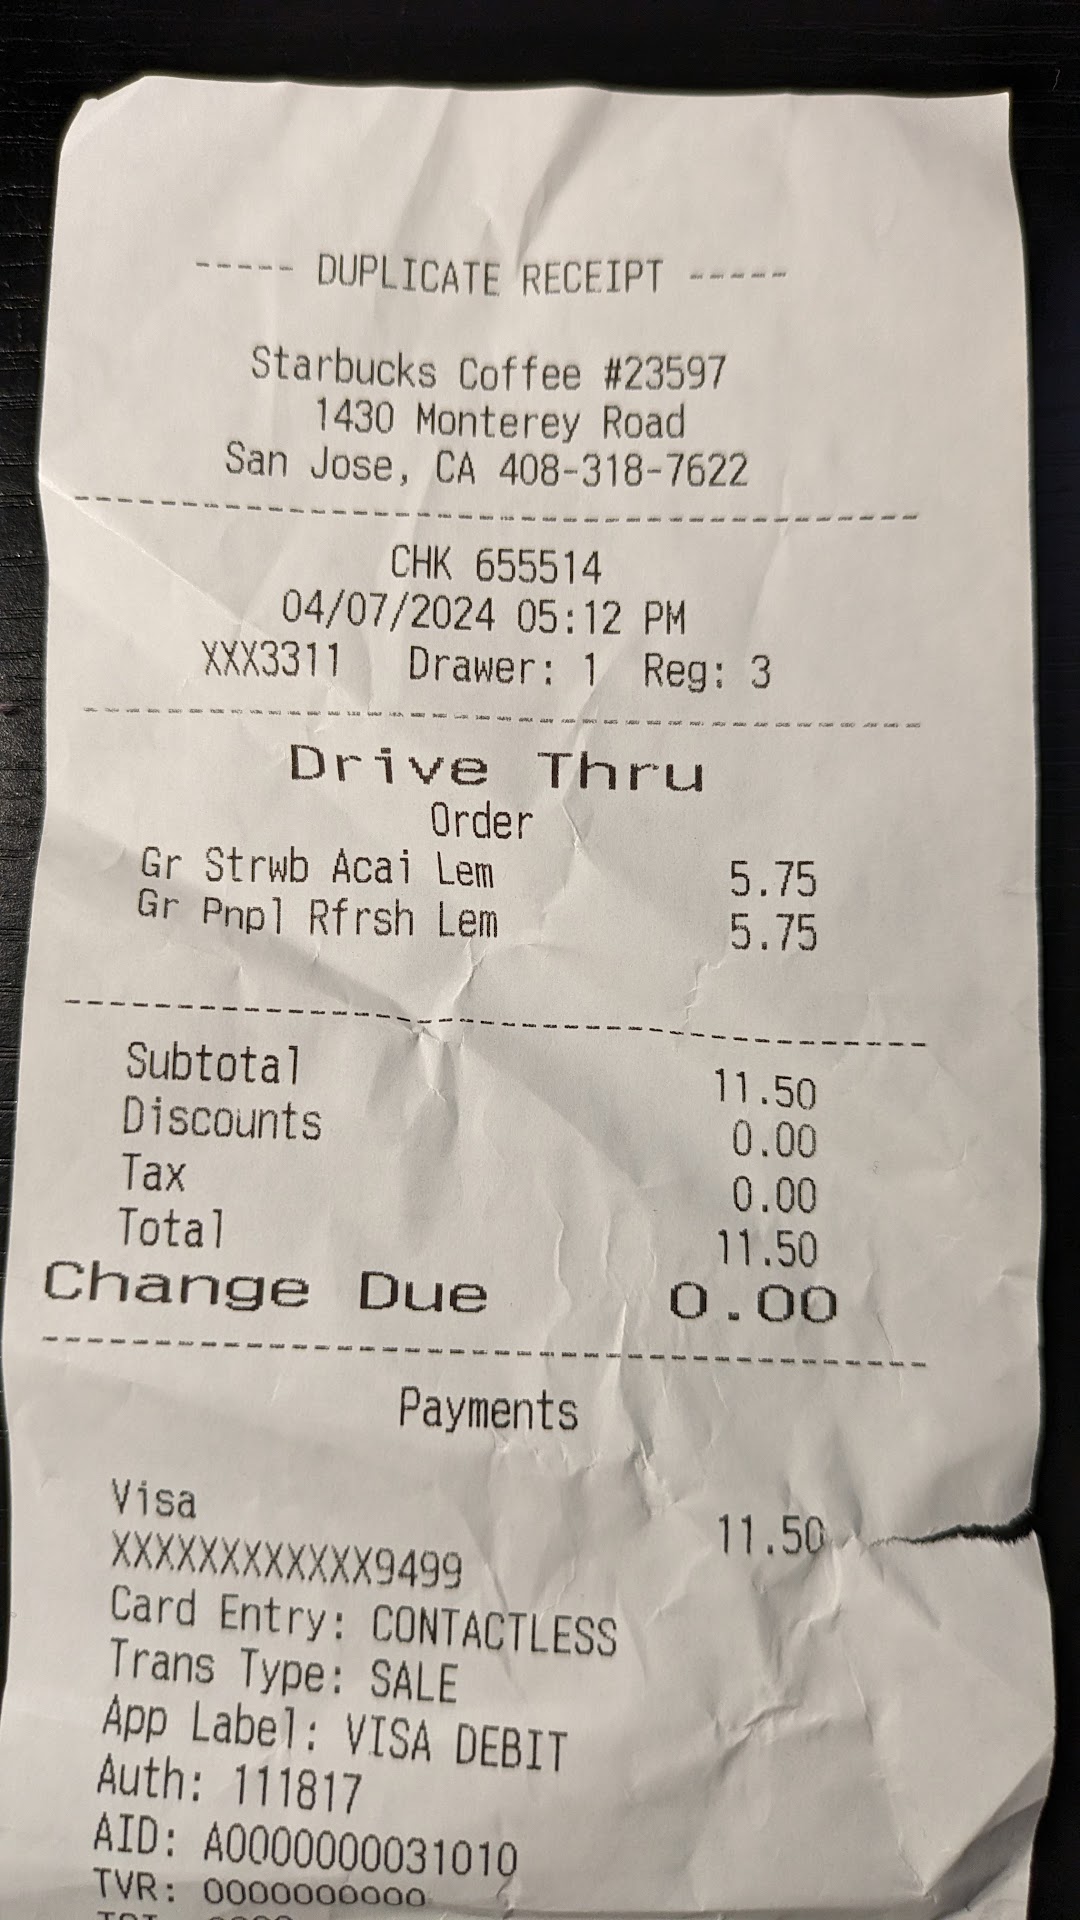 ----- DUPLICATE RECEIPT -----
Starbucks Coffee #23597
1430 Monterey Road
San Jose, CA 408-318-7622
CHK 655514
04/07/2024 05:12 PM
XXX3311 Drawer: 1 Reg: 3
Drive Thru
Order
Gr Strwb Acai Lem 5.75
Gr Pnpl Rfrsh Lem 5.75
Subtotal 11.50
Discounts 0.00
Tax 0.00
Total 11.50
Change Due 0.00
Payments
Visa 11.50
XXXXXXXXXXXX9499
Card Entry: CONTACTLESS
Trans Type: SALE
App Label: VISA DEBIT
Auth: 111817
AID: A0000000031010
TVR: 0000000000